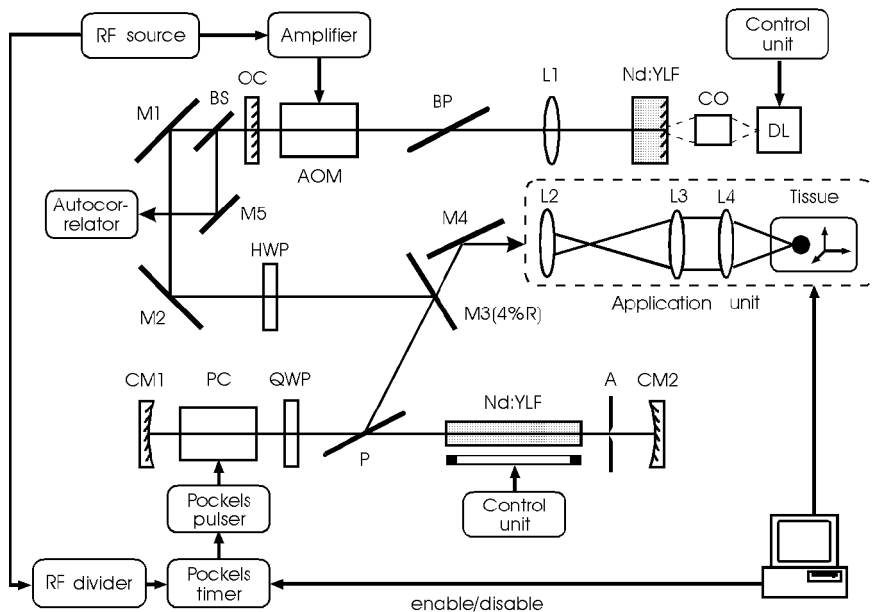 RF source
Amplifier
Control
unit
OC
BS
M1
BP
L1
Nd:YLF
CO
DL
AOM
Autocor-
relator
M5
M4
L2
L3
L4
Tissue
HWP
M2
M3(4%R)
Application unit
CM1
PC
QWP
Nd:YLF
A
CM2
P
Pockels
pulser
Control
unit
RF divider
Pockels
timer
enable/disable